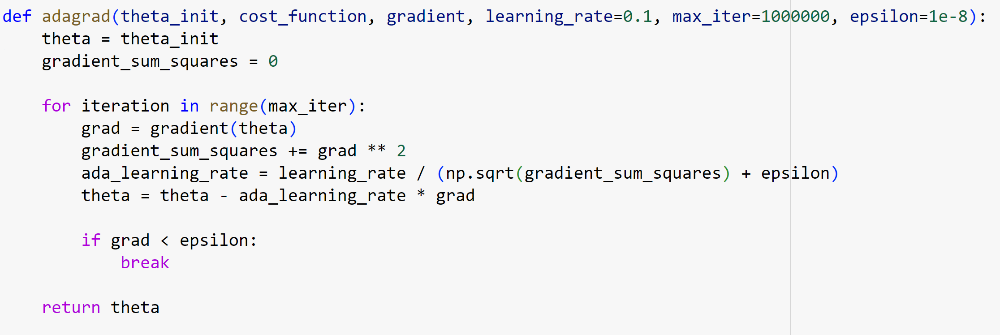 def adagrad(theta_init, cost_function, gradient, learning_rate=0.1, max_iter=1000000, epsilon=1e-8):
    theta = theta_init
    gradient_sum_squares = 0

    for iteration in range(max_iter):
        grad = gradient(theta)
        gradient_sum_squares += grad ** 2
        ada_learning_rate = learning_rate / (np.sqrt(gradient_sum_squares) + epsilon)
        theta = theta - ada_learning_rate * grad

        if grad < epsilon:
            break

    return theta